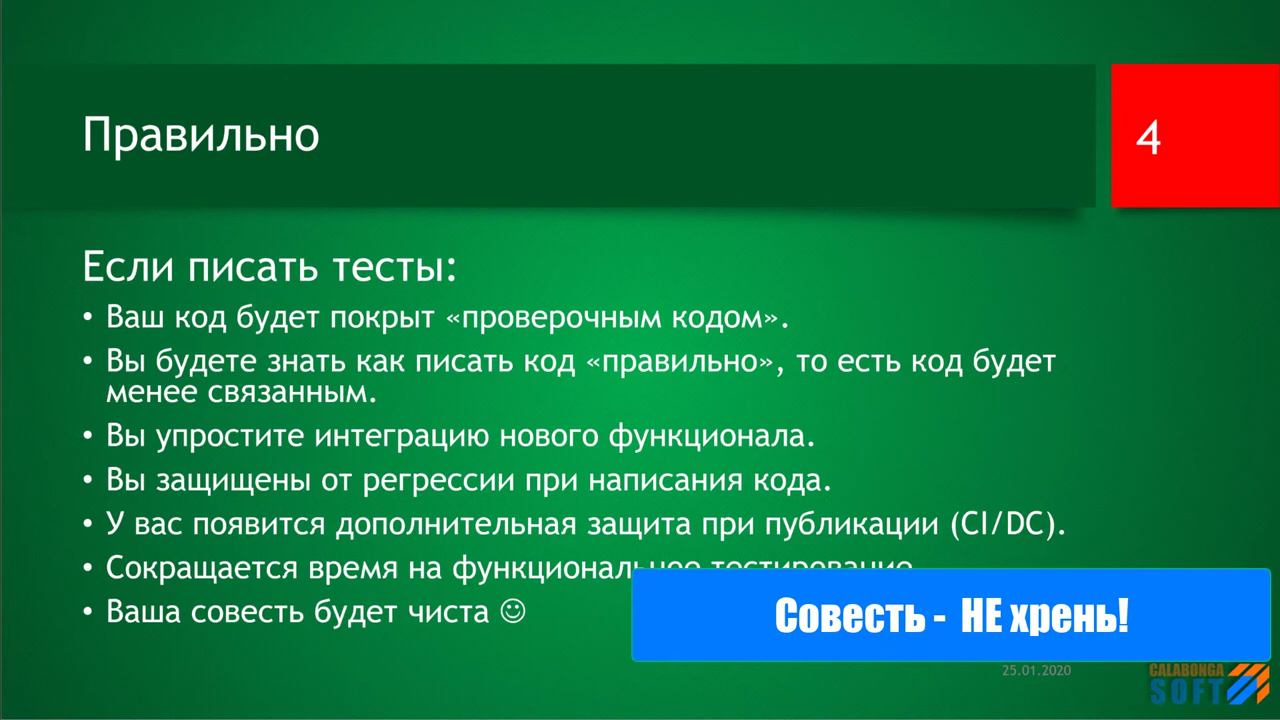 Правильно
4
Если писать тесты:
• Ваш код будет покрыт «проверочным кодом».
• Вы будете знать как писать код «правильно», то есть код будет
менее связанным.
• Вы упростите интеграцию нового функционала.
• Вы защищены от регрессии при написания кода.
• У вас появится дополнительная защита при публикации (CI/DC).
• Сокращается время на функциональное тестирование
• Ваша совесть будет чиста ☺
Совесть - НЕ хрень!
25.01.2020
CALABONGA
SOFT